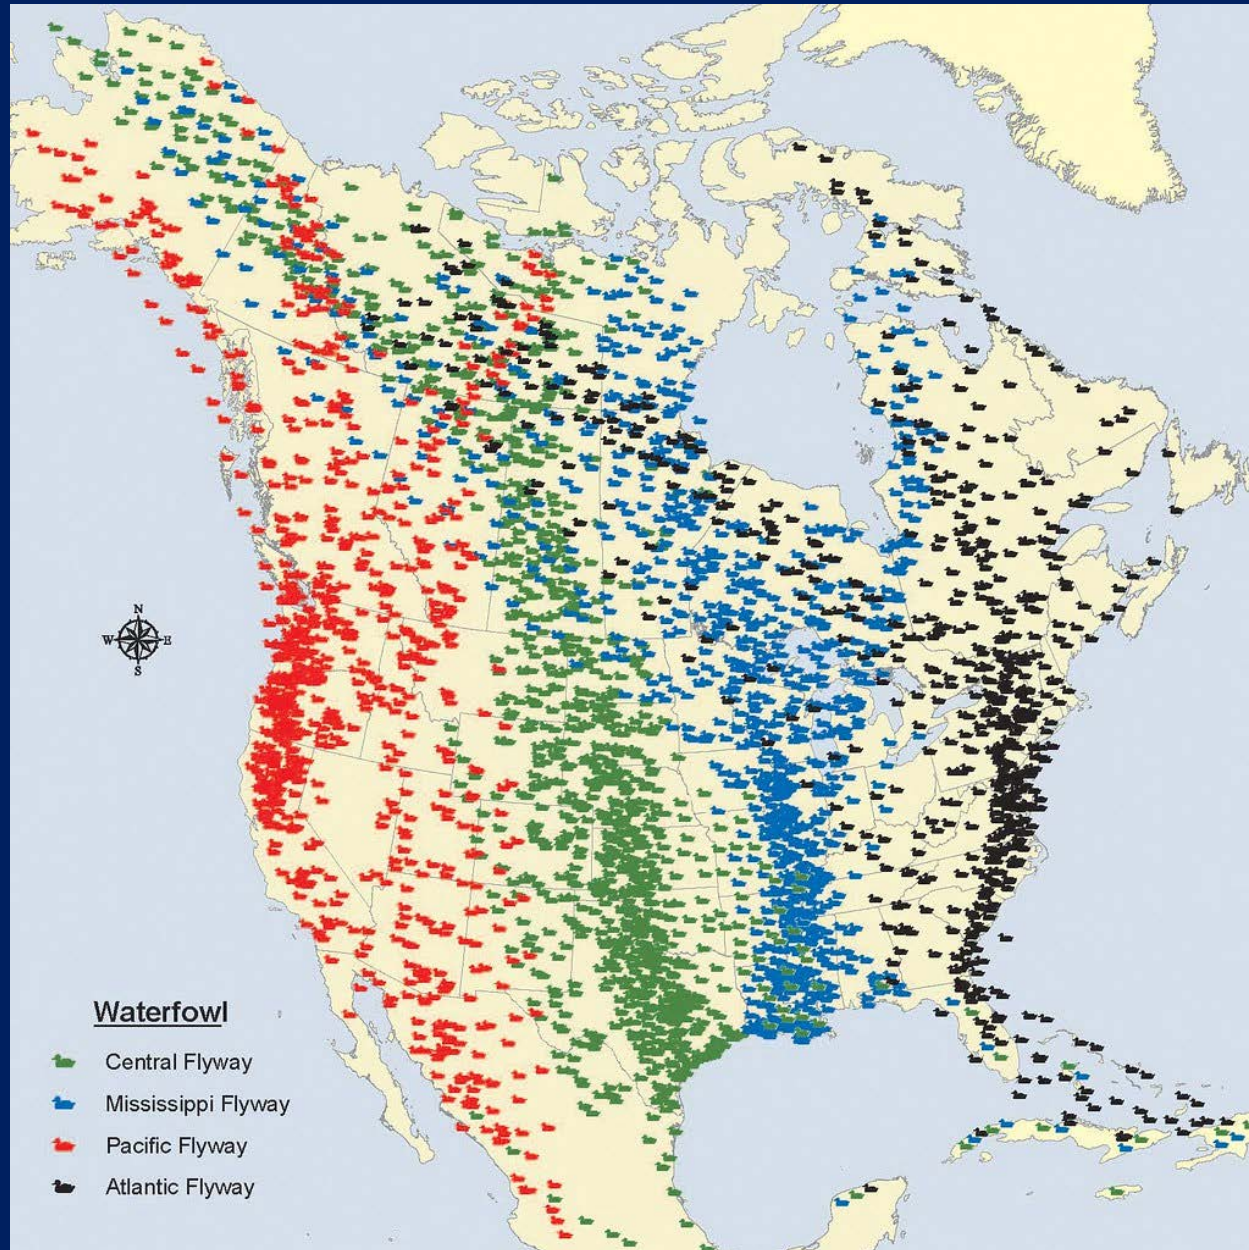 N
W E
S
Waterfowl
Central Flyway
Mississippi Flyway
Pacific Flyway
Atlantic Flyway